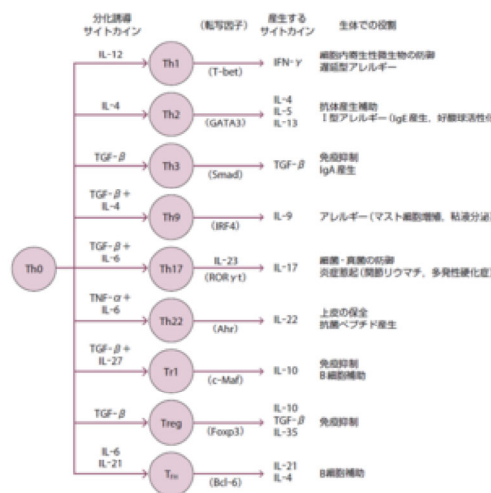 分化誘導 （転写因子） 産生する 生体での役割
サイトカイン サイトカイン
IL-12 Th1 (T-bet) IFN-γ 細胞内寄生性微生物の防御
遅延型アレルギー
IL-4 Th2 (GATA3) IL-4 抗体産生補助
IL-5 Ⅰ型アレルギー（IgE産生、好酸球活性化
IL-13
TGF-β Th3 (Smad) TGF-β 免疫抑制
IgA産生
TGF-β+ Th9 (IRF4) IL-9 アレルギー（マスト細胞増殖、粘液分泌）
IL-4
Th0
TGF-β+ Th17 IL-23 IL-17 細菌・真菌の防御
IL-6 (RORγt) 炎症惹起（関節リウマチ、多発性硬化症）
TNF-α+ Th22 (Ahr) IL-22 上皮の保全
IL-6 抗菌ペプチド産生
TGF-β+ Tr1 (c-Maf) IL-10 免疫抑制
IL-27 B細胞補助
TGF-β Treg (Foxp3) IL-10 免疫抑制
TGF-β
IL-35
IL-6 TFH (Bcl-6) IL-21 B細胞補助
IL-21 IL-4